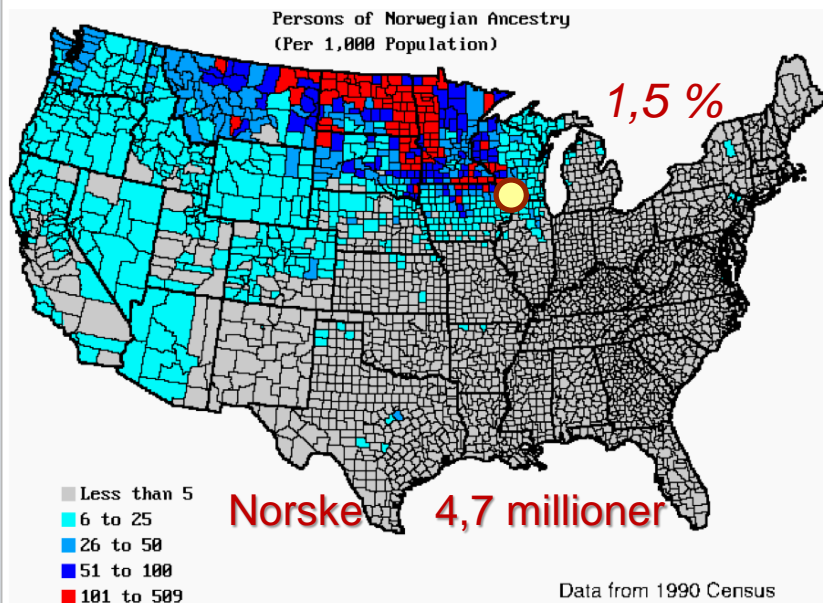 Persons of Norwegian Ancestry
(Per 1,000 Population)
1,5 %
Less than 5
6 to 25
26 to 50
51 to 100
101 to 509
Norske 4,7 millioner
Data from 1990 Census